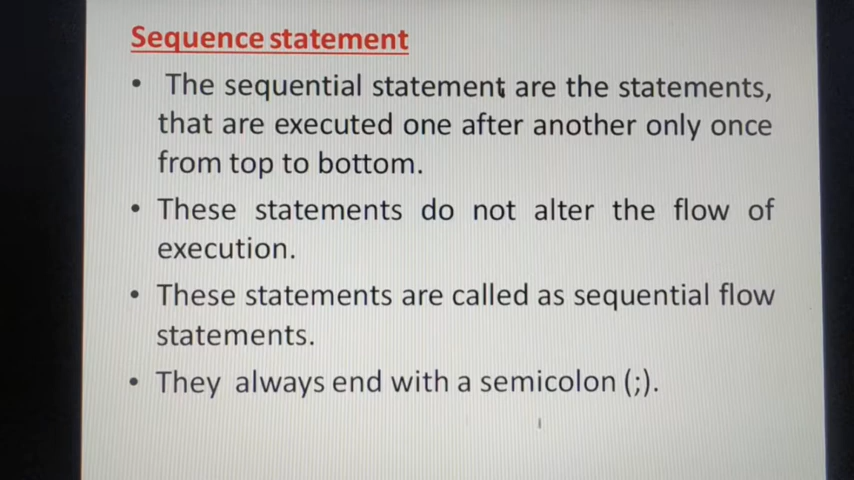 Sequence statement
• The sequential statement are the statements,
that are executed one after another only once
from top to bottom.
• These statements do not alter the flow of
execution.
• These statements are called as sequential flow
statements.
• They always end with a semicolon (;).